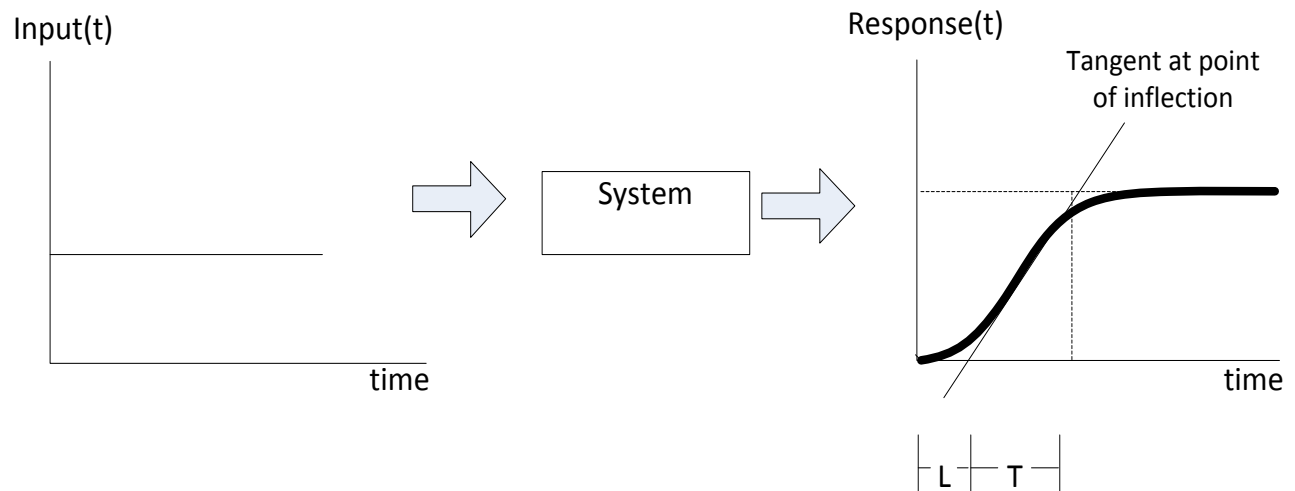 Input(t)
time
System
Response(t)
Tangent at point
of inflection
time
L
T